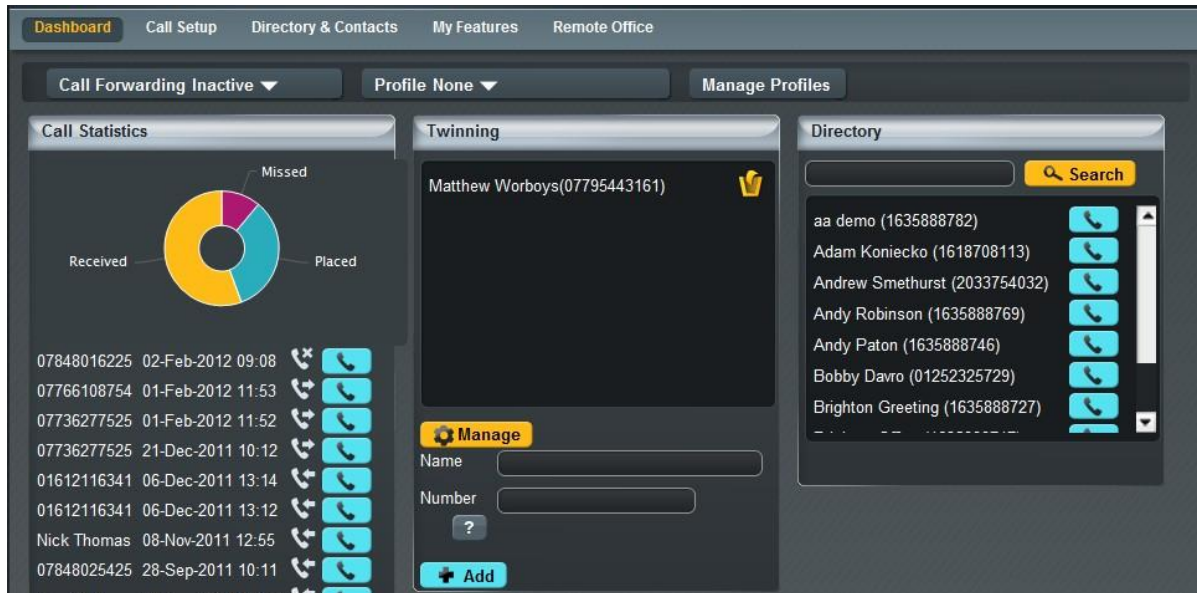 Dashboard Call Setup Directory & Contacts My Features Remote Office
Call Forwarding Inactive Profile None Manage Profiles
Call Statistics
Missed
Received
Placed
07848016225 02-Feb-2012 09:08
07766108754 01-Feb-2012 11:53
07736277525 01-Feb-2012 11:52
07736277525 21-Dec-2011 10:12
01612116341 06-Dec-2011 13:14
01612116341 06-Dec-2011 13:12
Nick Thomas 08-Nov-2011 12:55
07848025425 28-Sep-2011 10:11
Twinning
Matthew Worboys(07795443161)
Manage
Name
Number
?
Add
Directory
Search
aa demo (1635888782)
Adam Koniecko (1618708113)
Andrew Smethurst (2033754032)
Andy Robinson (1635888769)
Andy Paton (1635888746)
Bobby Davro (01252325729)
Brighton Greeting (1635888727)